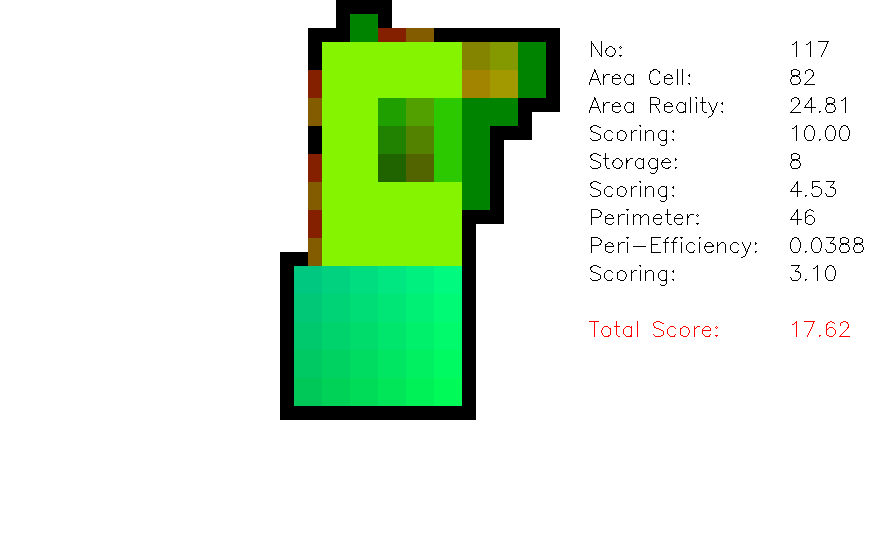 No: 117
Area Cell: 82
Area Reality: 24.81
Scoring: 10.00
Storage: 8
Scoring: 4.53
Perimeter: 46
Peri-Efficiency: 0.0388
Scoring: 3.10
Total Score: 17.62